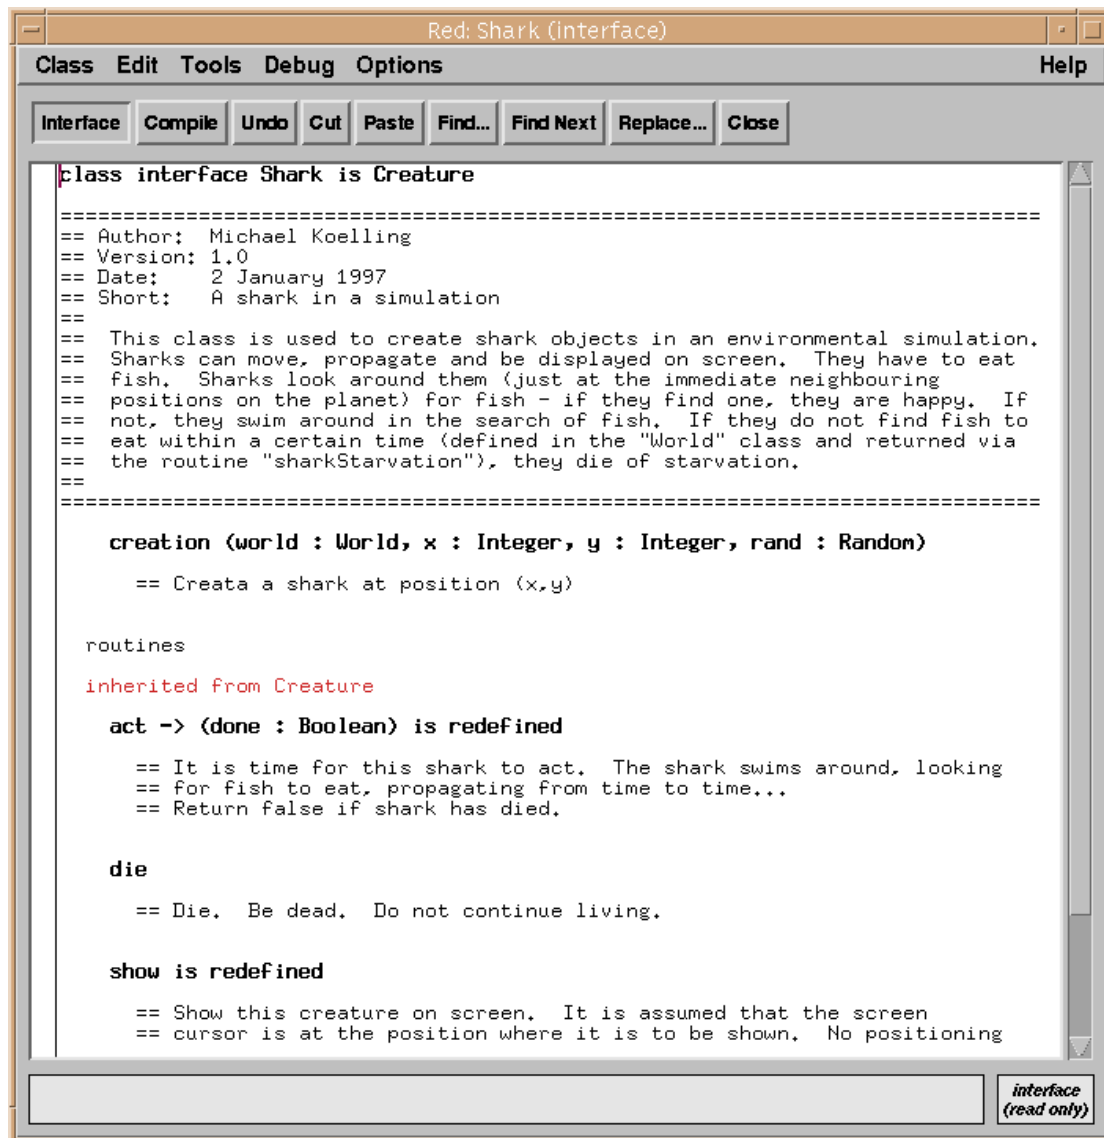 Red: Shark (interface)
Class Edit Tools Debug Options Help
Interface Compile Undo Cut Paste Find... Find Next Replace... Close
class interface Shark is Creature
==============================================================================
== Author:  Michael Koelling
== Version: 1.0
== Date:    2 January 1997
== Short:   A shark in a simulation
==
==  This class is used to create shark objects in an environmental simulation.
==  Sharks can move, propagate and be displayed on screen.  They have to eat
==  fish.  Sharks look around them (just at the immediate neighbouring
==  positions on the planet) for fish - if they find one, they are happy.  If
==  not, they swim around in the search of fish.  If they do not find fish to
==  eat within a certain time (defined in the "World" class and returned via
==  the routine "sharkStarvation"), they die of starvation.
==
==============================================================================
creation (world : World, x : Integer, y : Integer, rand : Random)
== Creata a shark at position (x,y)
routines
inherited from Creature
act -> (done : Boolean) is redefined
== It is time for this shark to act.  The shark swims around, looking
== for fish to eat, propagating from time to time...
== Return false if shark has died.
die
== Die.  Be dead.  Do not continue living.
show is redefined
== Show this creature on screen.  It is assumed that the screen
== cursor is at the position where it is to be shown.  No positioning
interface
(read only)